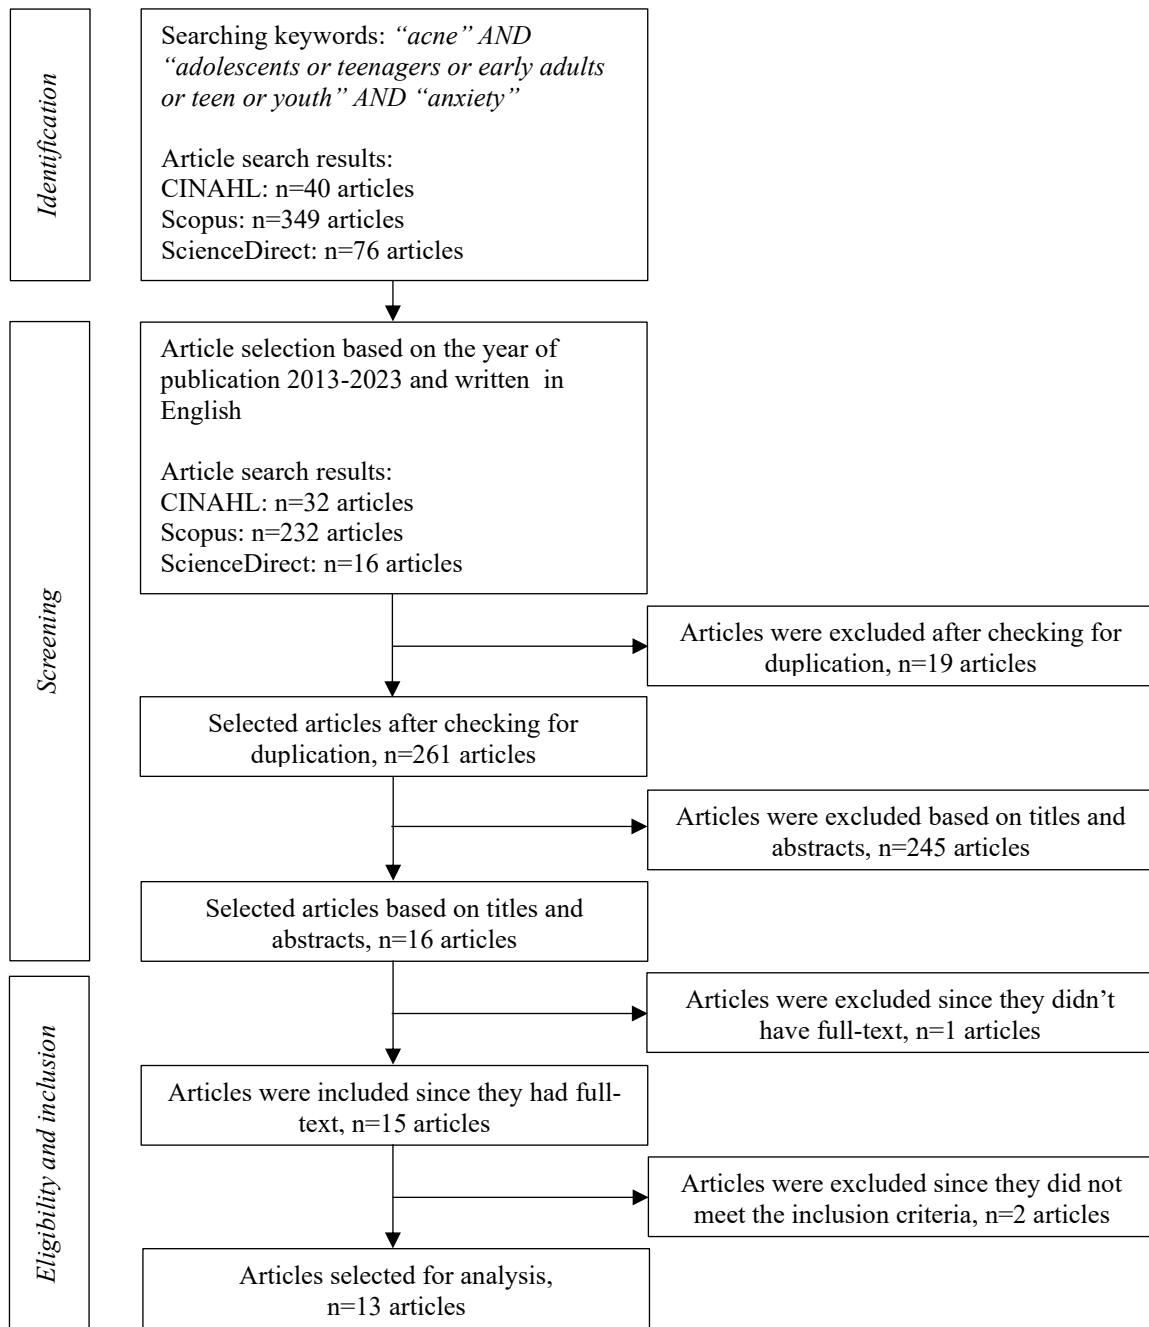 Identification
Searching keywords: “acne” AND
“adolescents or teenagers or early adults
or teen or youth” AND “anxiety”
Article search results:
CINAHL: n=40 articles
Scopus: n=349 articles
ScienceDirect: n=76 articles
Screening
Article selection based on the year of
publication 2013-2023 and written in
English
Article search results:
CINAHL: n=32 articles
Scopus: n=232 articles
ScienceDirect: n=16 articles
Articles were excluded after checking for
duplication, n=19 articles
Selected articles after checking for
duplication, n=261 articles
Articles were excluded based on titles and
abstracts, n=245 articles
Selected articles based on titles and
abstracts, n=16 articles
Eligibility and inclusion
Articles were excluded since they didn’t
have full-text, n=1 articles
Articles were included since they had full-
text, n=15 articles
Articles were excluded since they did not
meet the inclusion criteria, n=2 articles
Articles selected for analysis,
n=13 articles